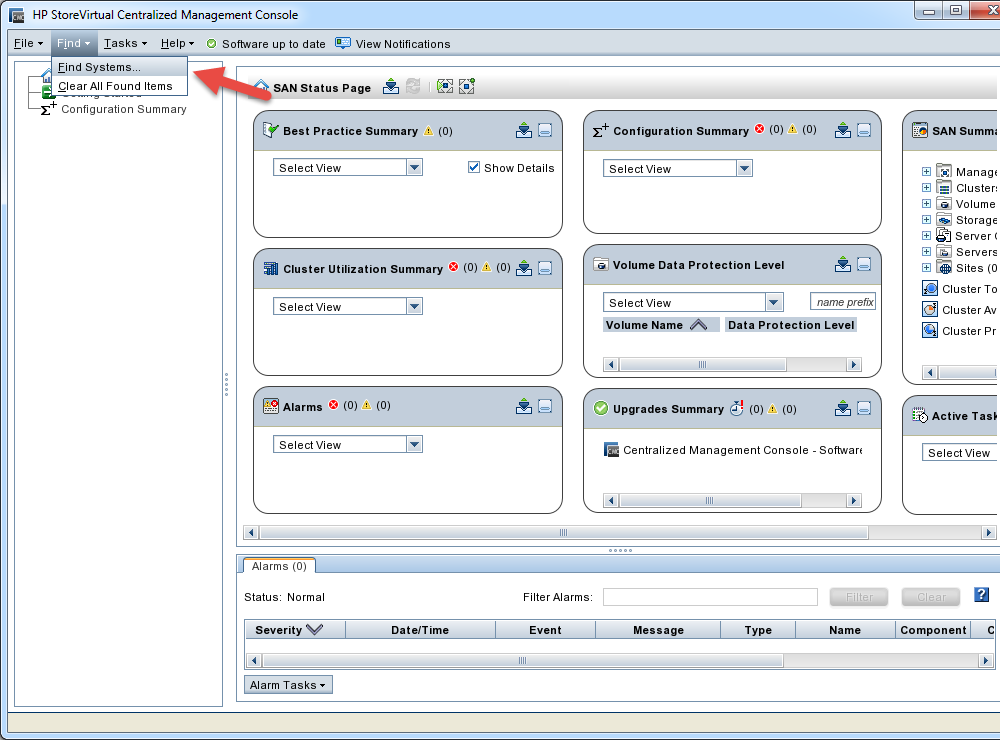 HP StoreVirtual Centralized Management Console
File Find Tasks Help Software up to date View Notifications
Find Systems...
Clear All Found Items
Configuration Summary
SAN Status Page
Best Practice Summary (0)
Select View Show Details
Configuration Summary (0) (0)
Select View
SAN Summa
Manage
Clusters
Volume
Storage
Server C
Servers
Sites (0
Cluster To
Cluster Av
Cluster Pr
Cluster Utilization Summary (0) (0)
Select View
Volume Data Protection Level
Select View name prefix
Volume Name Data Protection Level
Alarms (0) (0)
Select View
Upgrades Summary (0) (0)
Centralized Management Console - Software
Active Task
Select View
Alarms (0)
Status: Normal Filter Alarms: Filter Clear ?
Severity Date/Time Event Message Type Name Component C
Alarm Tasks